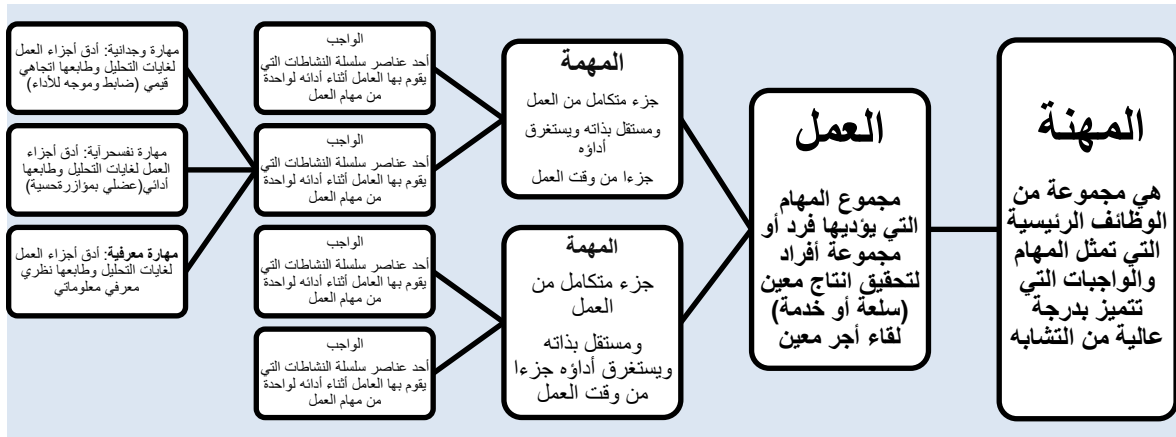 المهنة
هي مجموعة من
الوظائف الرئيسية
التي تمثل المهام
والواجبات التي
تتميز بدرجة
عالية من التشابه
العمل
مجموع المهام
التي يؤديها فرد أو
مجموعة أفراد
لتحقيق انتاج معين
(سلعة أو خدمة)
لقاء أجر معين
المهمة
جزء متكامل من العمل
ومستقل بذاته ويستغرق
أداؤه
جزءا من وقت العمل
المهمة
جزء متكامل من
العمل
ومستقل بذاته
ويستغرق أداؤه جزءا
من وقت العمل
الواجب
أحد عناصر سلسلة النشاطات التي
يقوم بها العامل أثناء أدائه لواحدة
من مهام العمل
الواجب
أحد عناصر سلسلة النشاطات التي
يقوم بها العامل أثناء أدائه لواحدة
من مهام العمل
الواجب
أحد عناصر سلسلة النشاطات التي
يقوم بها العامل أثناء أدائه لواحدة
من مهام العمل
الواجب
أحد عناصر سلسلة النشاطات التي
يقوم بها العامل أثناء أدائه لواحدة
من مهام العمل
مهارة وجدانية: أدق أجزاء العمل
لغايات التحليل وطابعها اتجاهي
قيمي (ضابط وموجه للأداء)
مهارة نفسحرآية: أدق أجزاء
العمل لغايات التحليل وطابعها
أدائي(عضلي بمؤازرةحسية)
مهارة معرفية: أدق أجزاء العمل
لغايات التحليل وطابعها نظري
معرفي معلوماتي